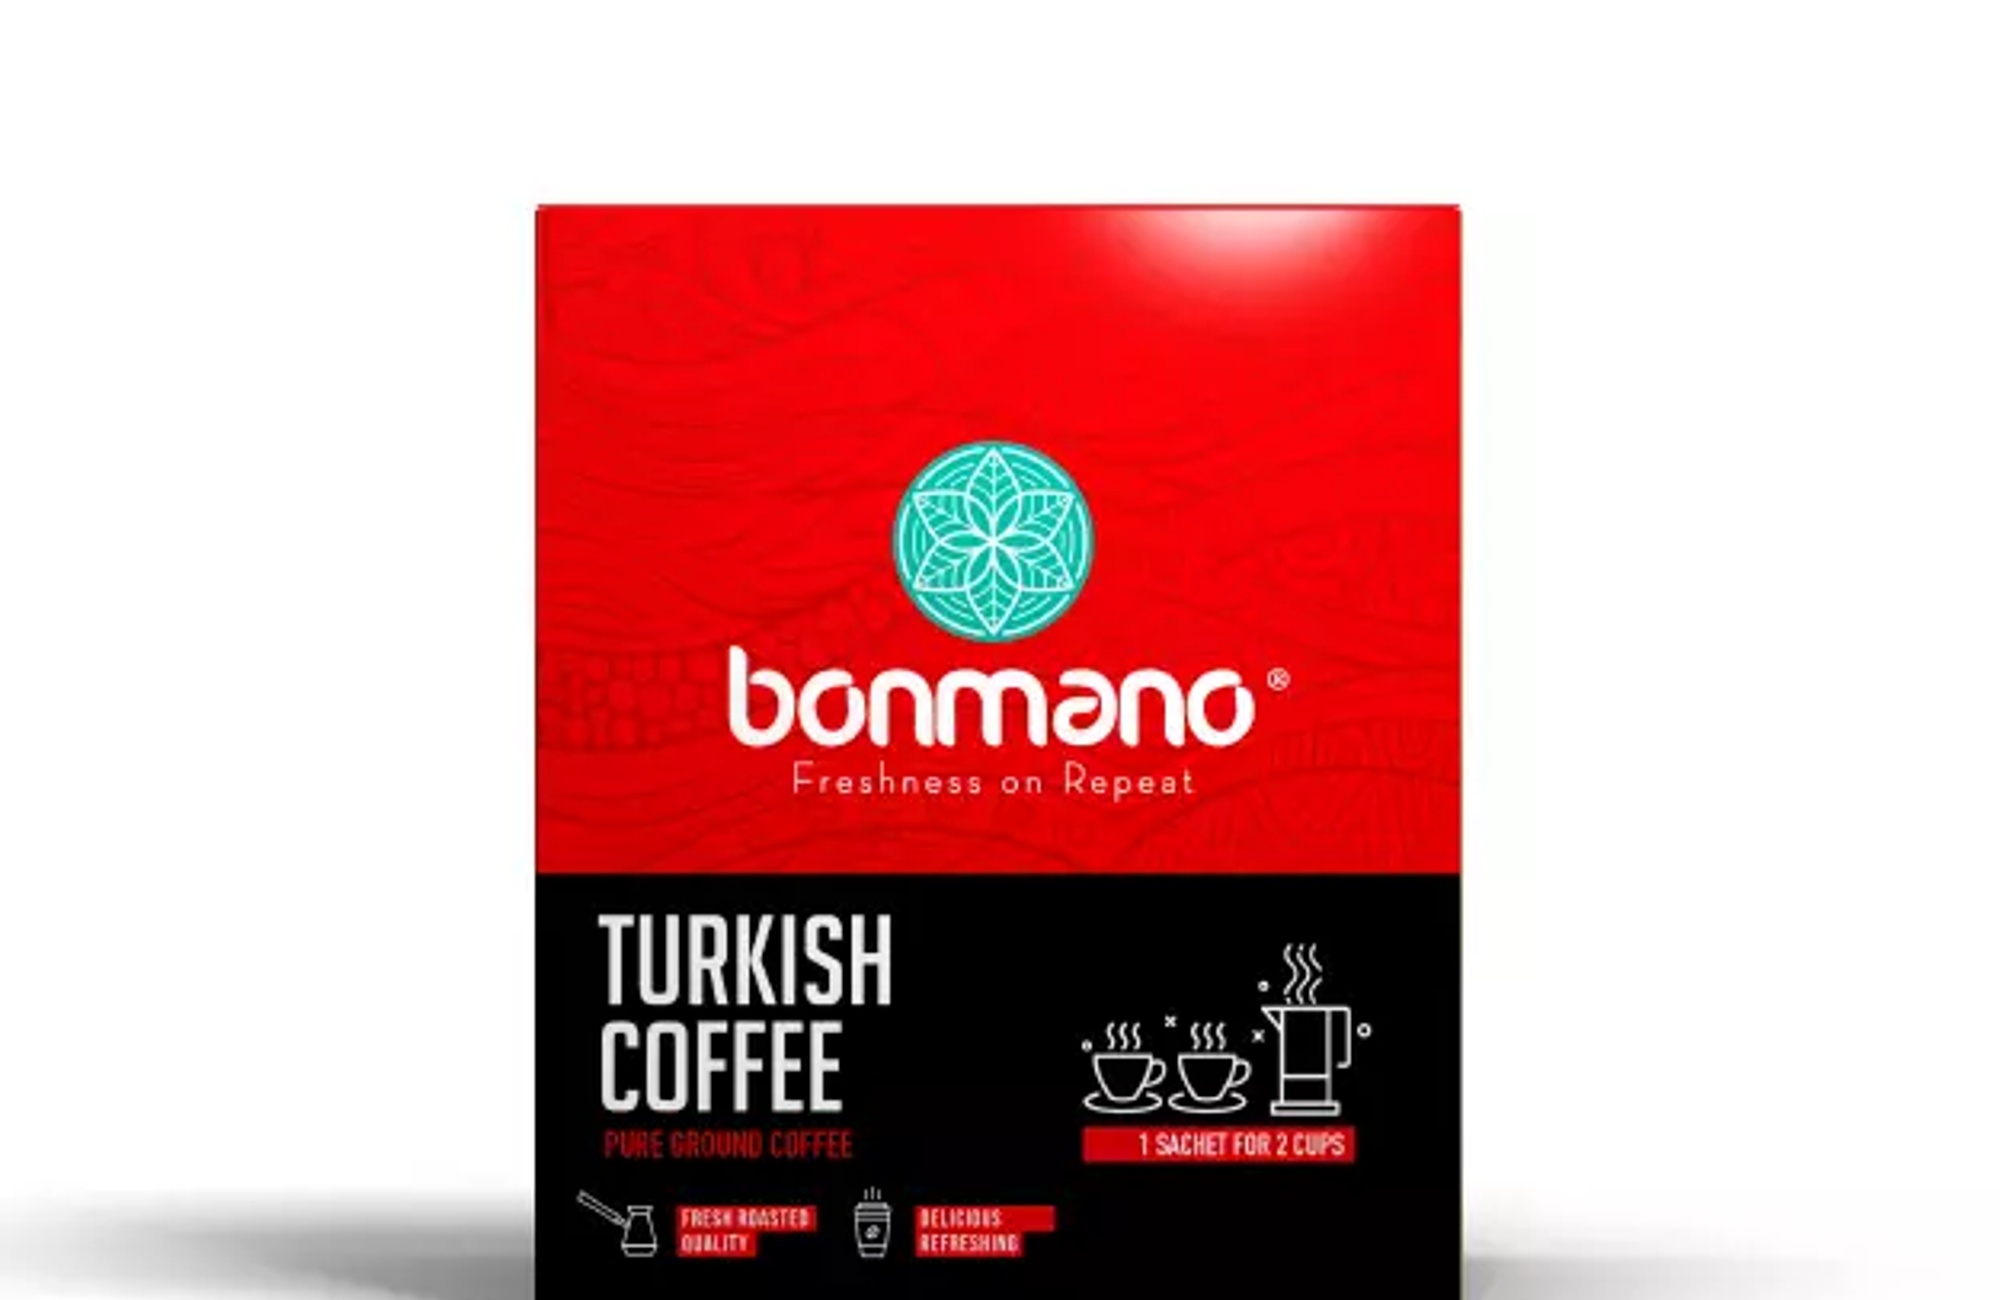 bonmano®
Freshness on Repeat
TURKISH
COFFEE
PURE GROUND COFFEE
1 SACHET FOR 2 CUPS
FRESH ROASTED
QUALITY
DELICIOUS
REFRESHING